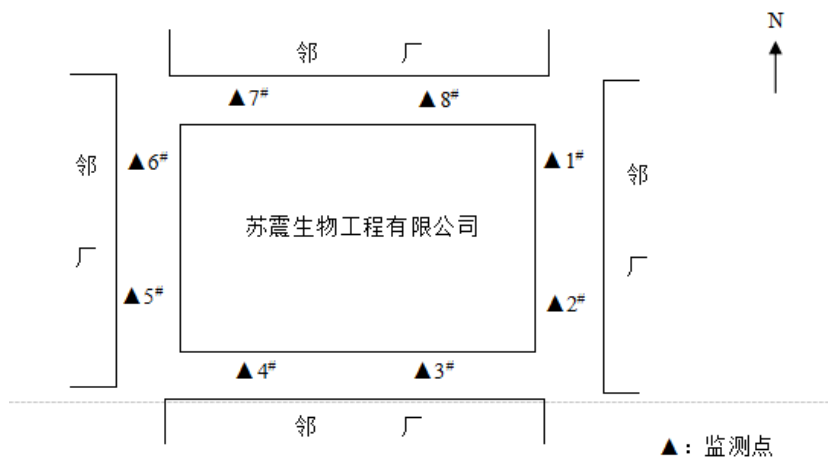 N
邻 厂
▲7# ▲8#
邻 厂
▲6# ▲1#
邻 厂
苏震生物工程有限公司
▲5# ▲2#
▲4# ▲3#
邻 厂
▲：监测点